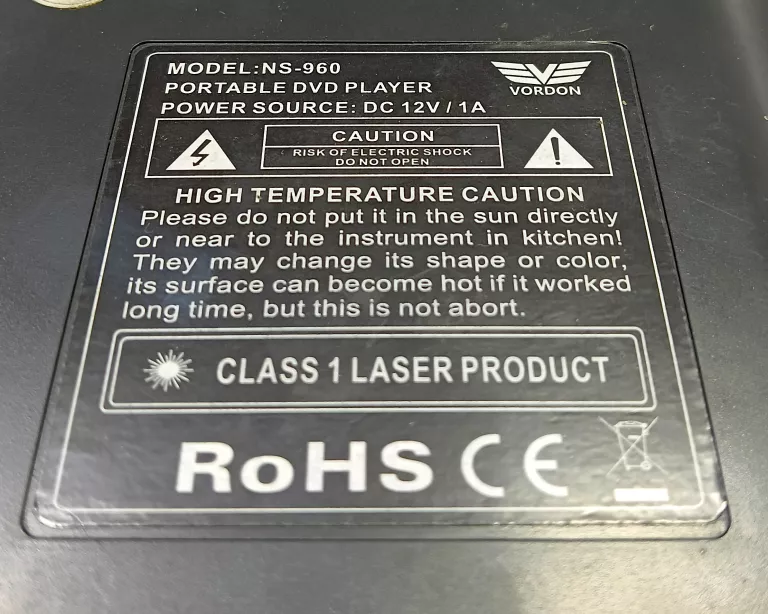 MODEL:NS-960
PORTABLE DVD PLAYER
POWER SOURCE: DC 12V / 1A
VORDON
CAUTION
RISK OF ELECTRIC SHOCK
DO NOT OPEN
HIGH TEMPERATURE CAUTION
Please do not put it in the sun directly
or near to the instrument in kitchen!
They may change its shape or color,
its surface can become hot if it worked
long time, but this is not abort.
CLASS 1 LASER PRODUCT
RoHS CE